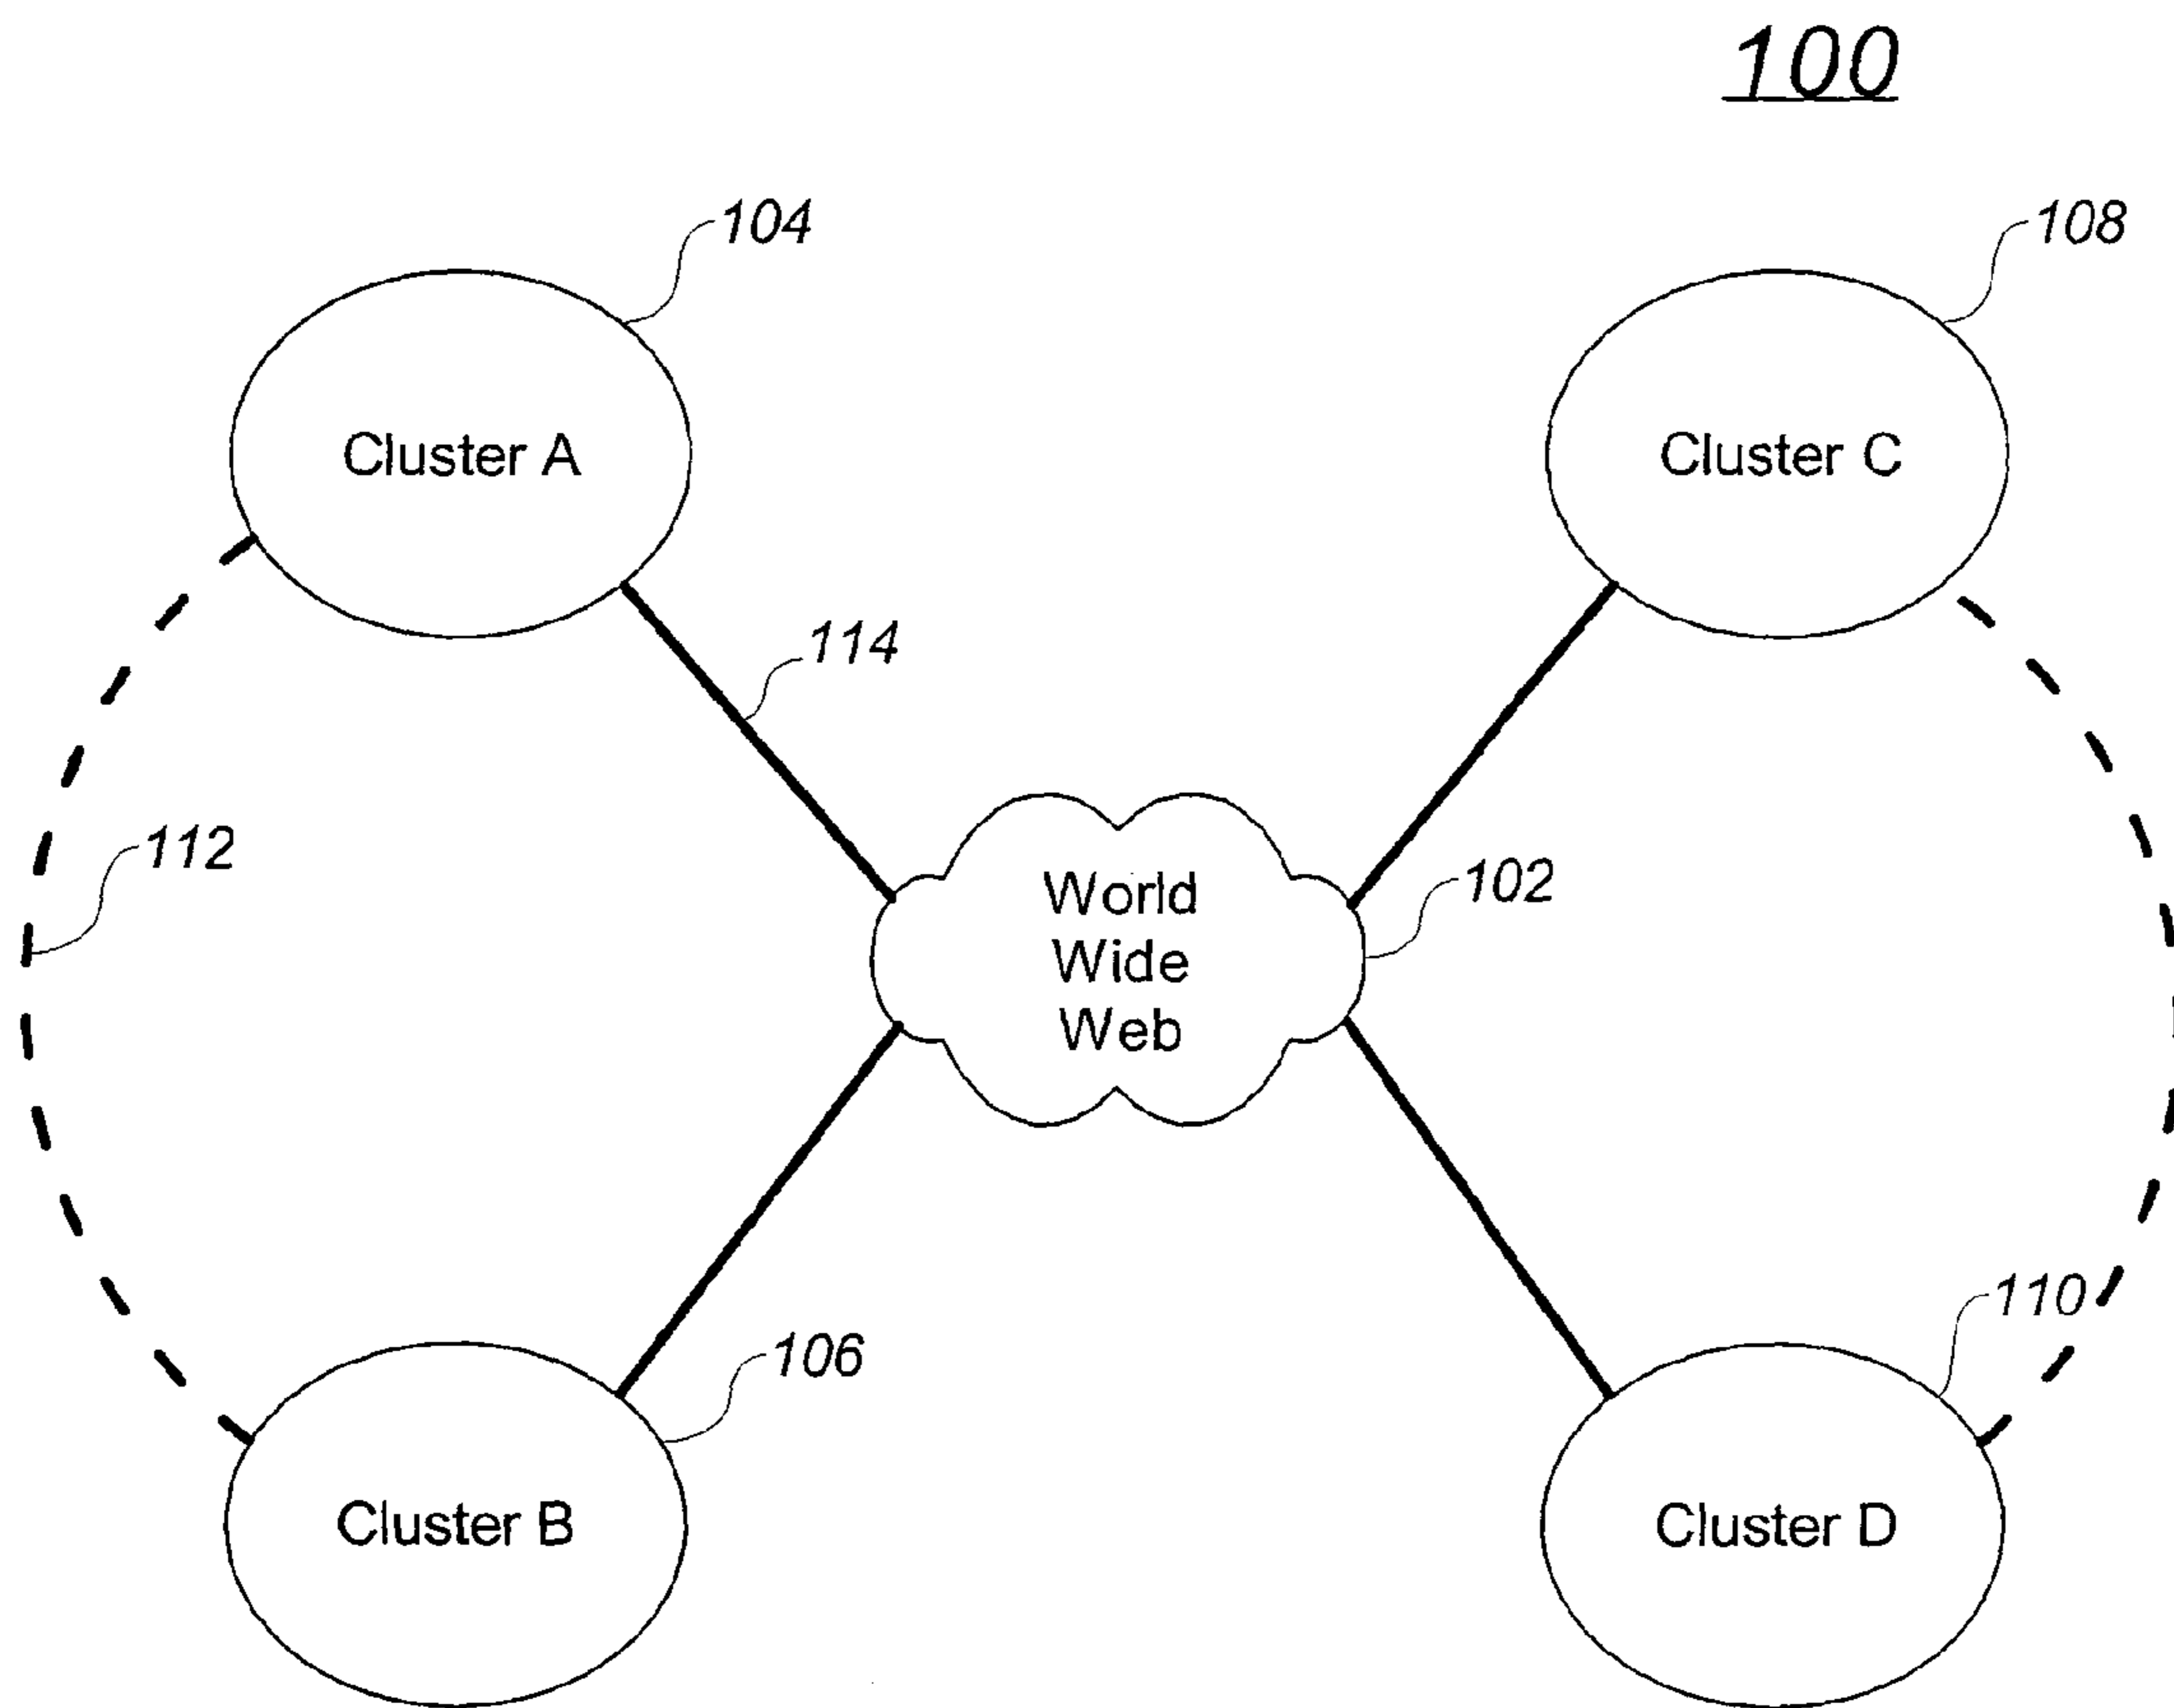 100
104
108
Cluster A
Cluster C
114
112
World
Wide
Web
102
110
106
Cluster B
Cluster D